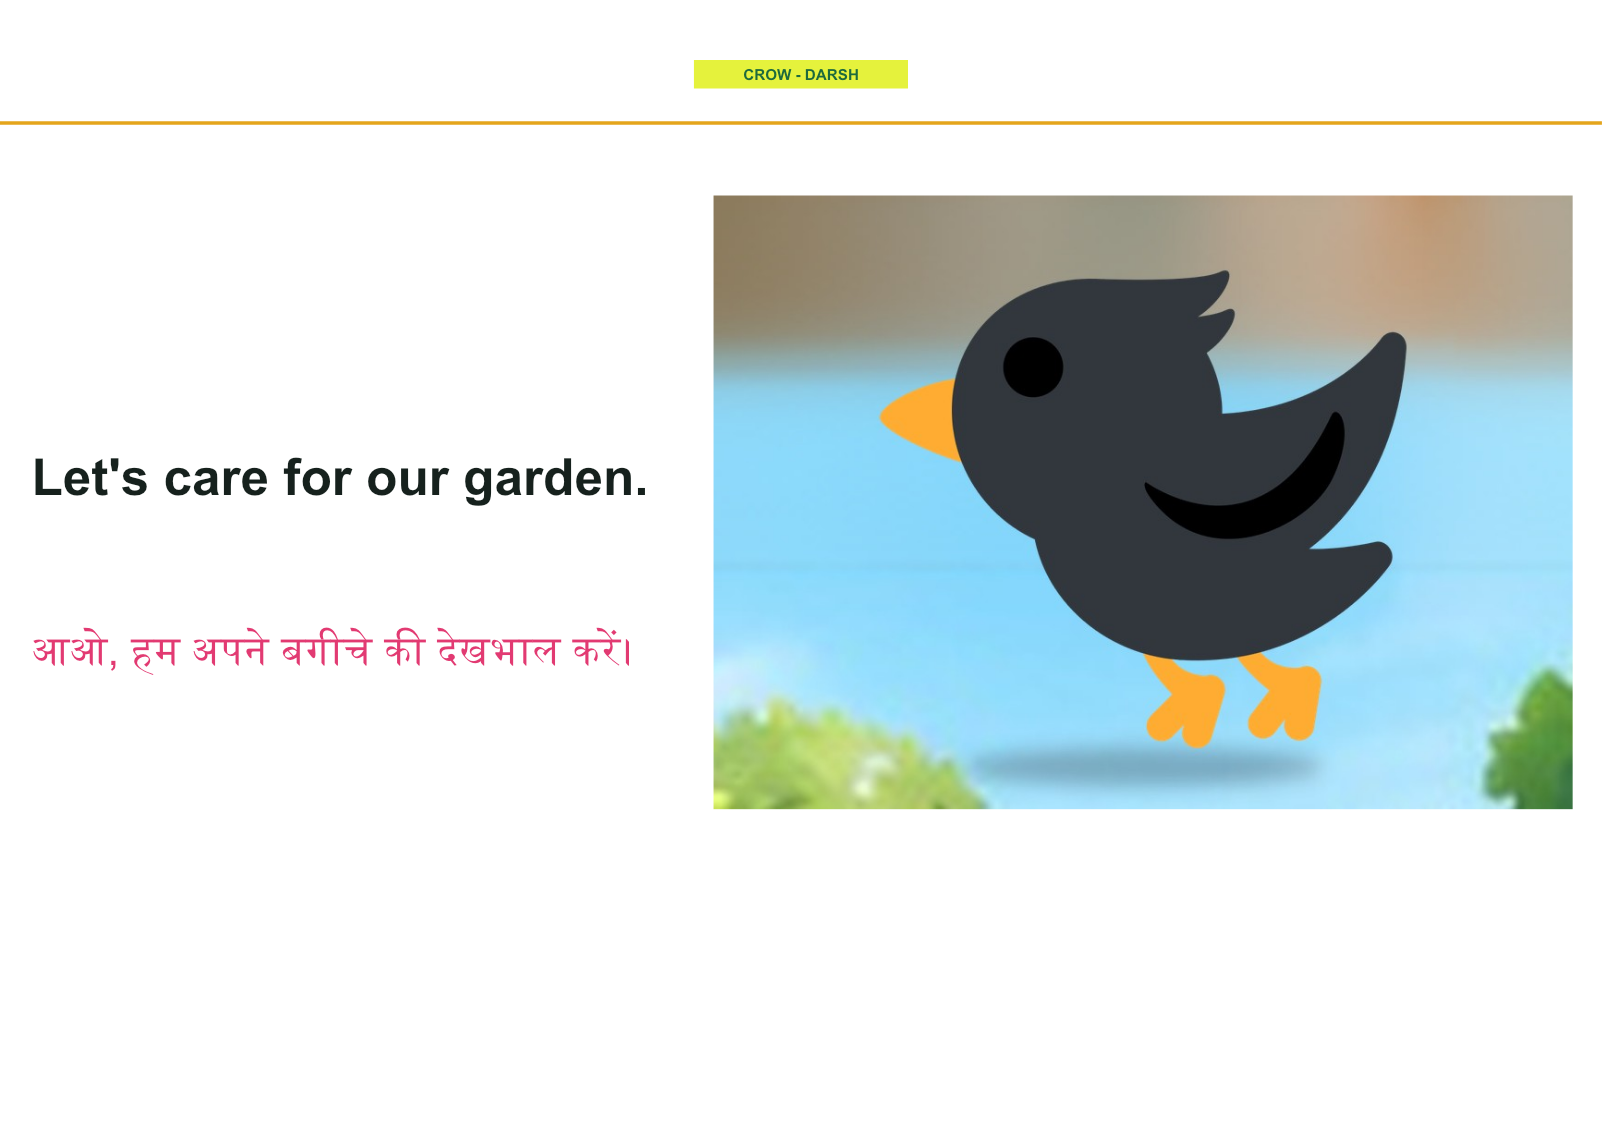 CROW - DARSH
Let's care for our garden.
आओ, हम अपने बगीचे की देखभाल करें।